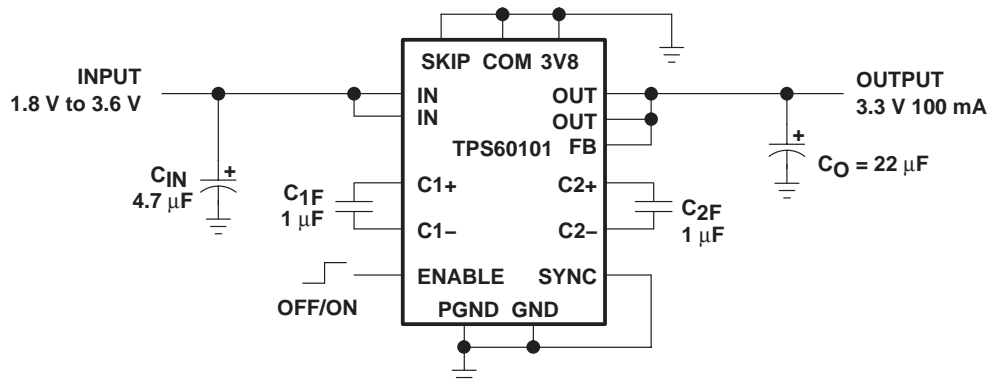 SKIP COM 3V8
INPUT
1.8 V to 3.6 V
IN
IN
OUT
OUT
FB
TPS60101
OUTPUT
3.3 V 100 mA
+
CIN
4.7 μF
+
CO = 22 μF
C1F
1 μF
C1+
C1−
C2+
C2−
C2F
1 μF
OFF/ON
ENABLE
SYNC
PGND GND